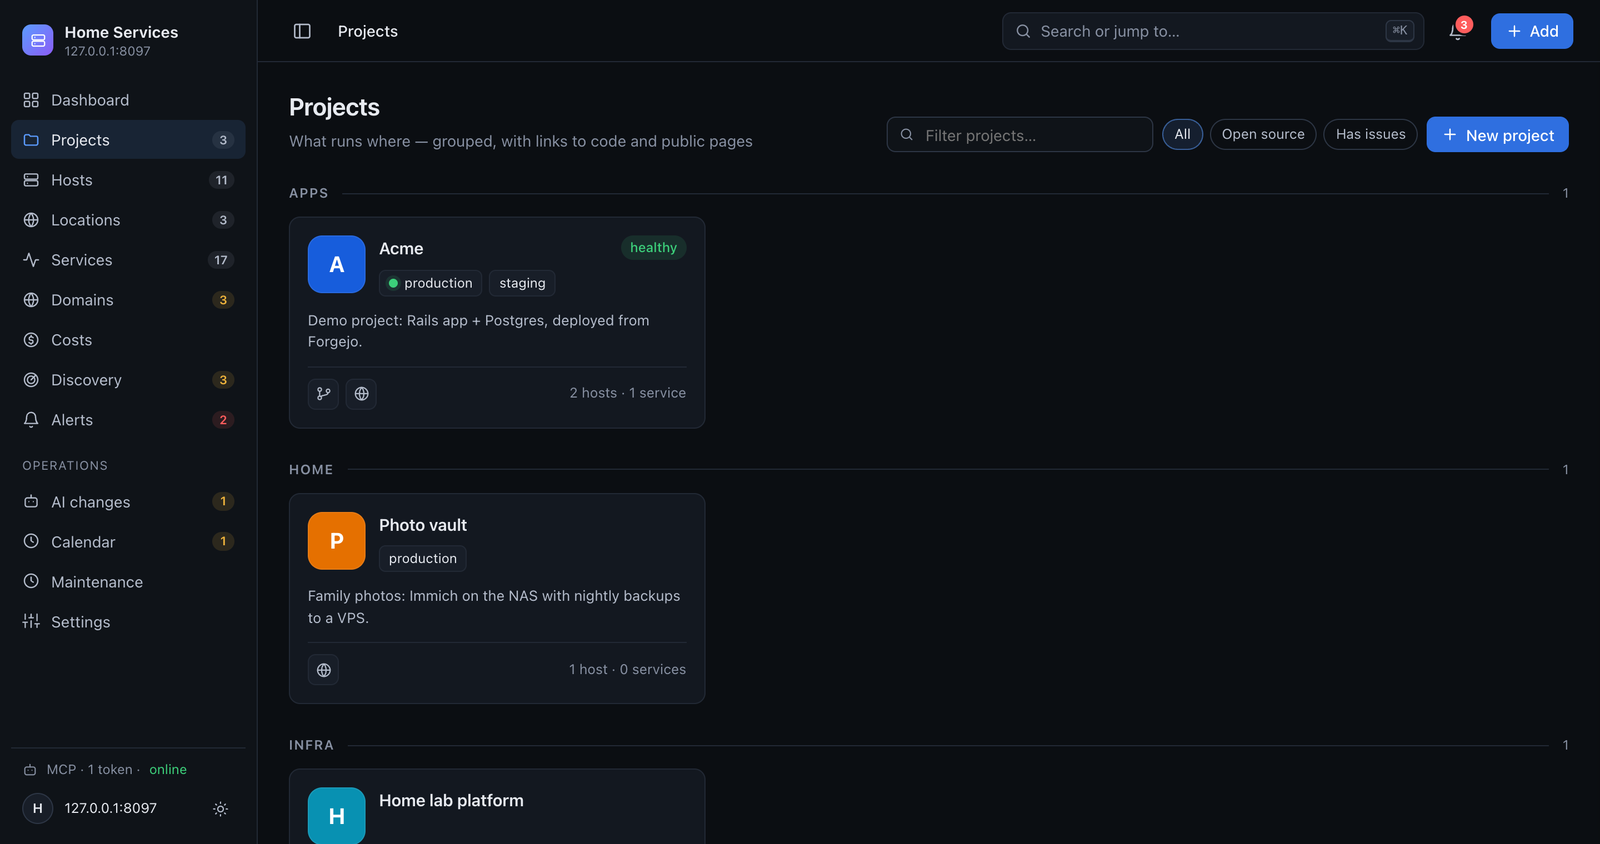 Home Services
127.0.0.1:8097
Dashboard
Projects 3
Hosts 11
Locations 3
Services 17
Domains 3
Costs
Discovery 3
Alerts 2
OPERATIONS
AI changes 1
Calendar 1
Maintenance
Settings
MCP · 1 token · online
H 127.0.0.1:8097
Projects
Search or jump to... ⌘K
3
+ Add
Projects
What runs where — grouped, with links to code and public pages
Filter projects...
All
Open source
Has issues
+ New project
APPS 1
A
Acme
healthy
production
staging
Demo project: Rails app + Postgres, deployed from
Forgejo.
2 hosts · 1 service
HOME 1
P
Photo vault
production
Family photos: Immich on the NAS with nightly backups
to a VPS.
1 host · 0 services
INFRA 1
H
Home lab platform